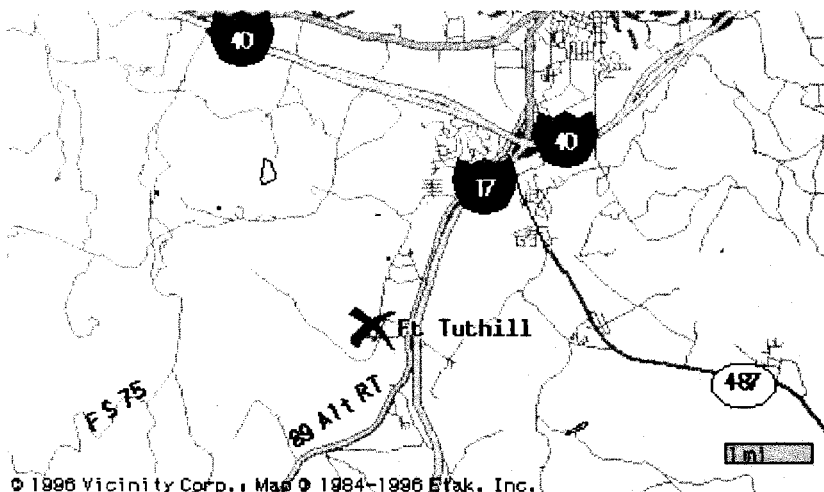 40
40
17
Ft Tuthill
487
FS 75
89 Alt RT
1 mi
© 1996 Vicinity Corp.; Map © 1984-1996 Etak, Inc.